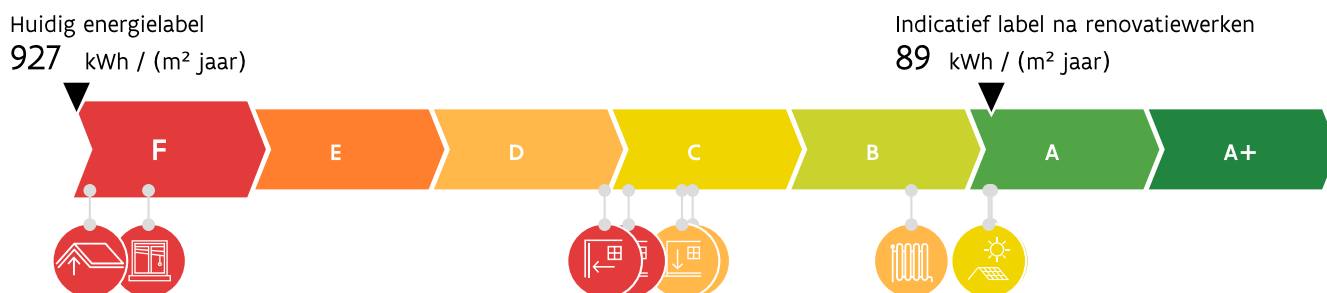 Huidig energielabel
927 kWh / (m² jaar)
Indicatief label na renovatiewerken
89 kWh / (m² jaar)
F E D C B A A+